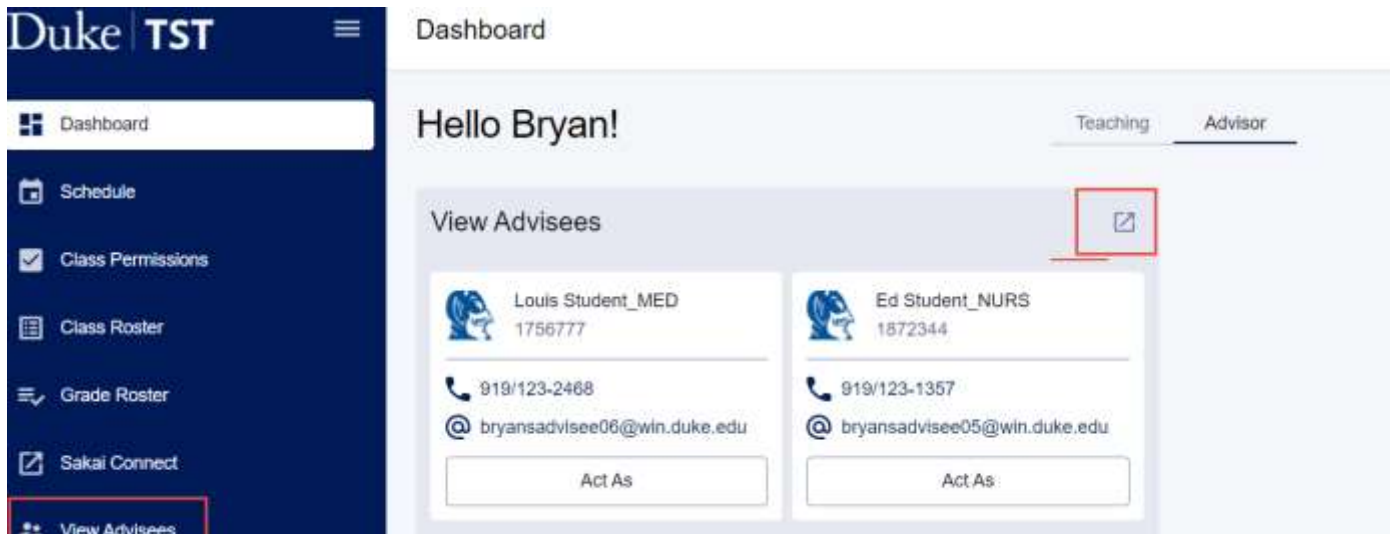 Duke TST
Dashboard
Schedule
Class Permissions
Class Roster
Grade Roster
Sakai Connect
View Advisees
Dashboard
Hello Bryan!
Teaching Advisor
View Advisees
Louis Student_MED
1756777
919/123-2468
bryansadvisee06@win.duke.edu
Act As
Ed Student_NURS
1872344
919/123-1357
bryansadvisee05@win.duke.edu
Act As